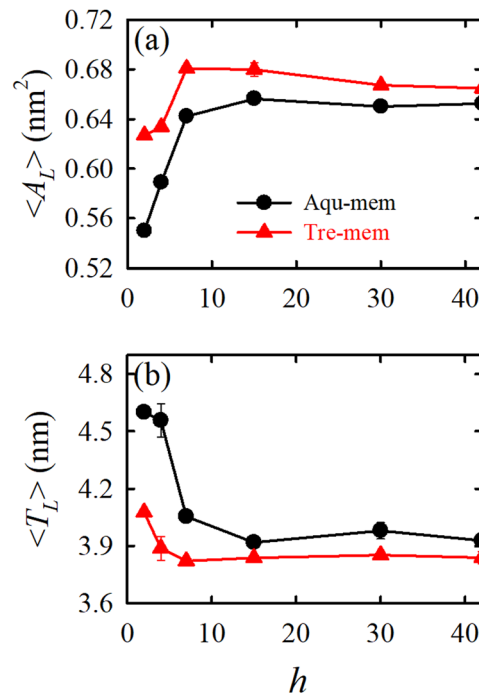 (a)
<A_L> (nm²)
0.72
0.68
0.64
0.60
0.56
0.52
Aqu-mem
Tre-mem
0 10 20 30 40
(b)
<T_L> (nm)
4.8
4.5
4.2
3.9
3.6
0 10 20 30 40
h